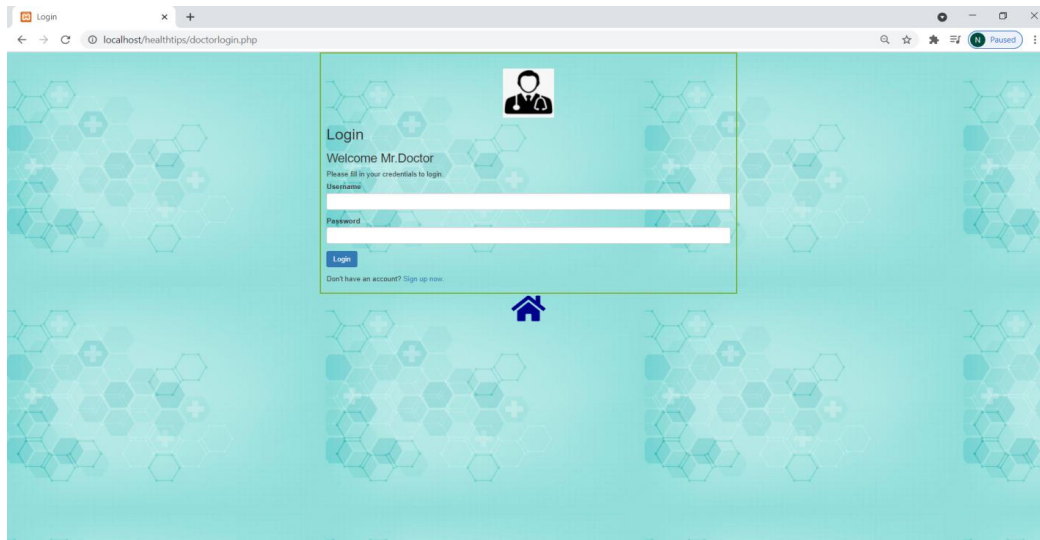 Login
localhost/healthtips/doctorlogin.php
N Paused
Login
Welcome Mr.Doctor
Please fill in your credentials to login.
Username
Password
Login
Don't have an account? Sign up now.